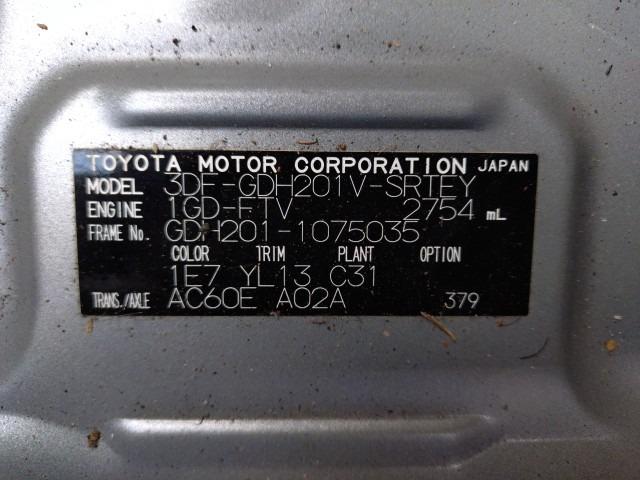 TOYOTA MOTOR CORPORATION JAPAN
MODEL 3DF-GDH201V-SRTEY
ENGINE 1GD-FTV 2754 mL
FRAME No. GDH201-1075035
COLOR TRIM PLANT OPTION
1E7 YL13 C31
TRANS./AXLE AC60E A02A 379